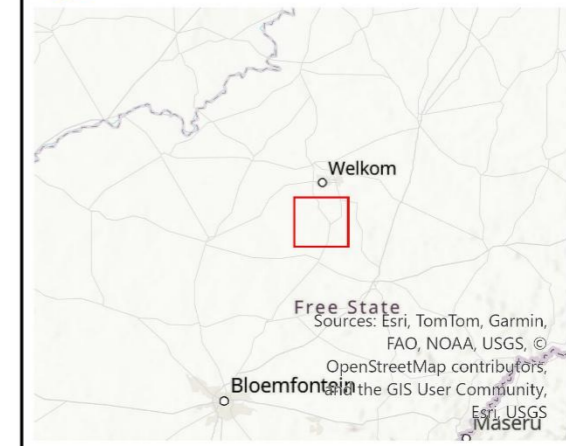 Welkom
Free State
Sources: Esri, TomTom, Garmin,
FAO, NOAA, USGS, ©
OpenStreetMap contributors,
Bloemfontein
and the GIS User Community,
Esri, USGS
Maseru